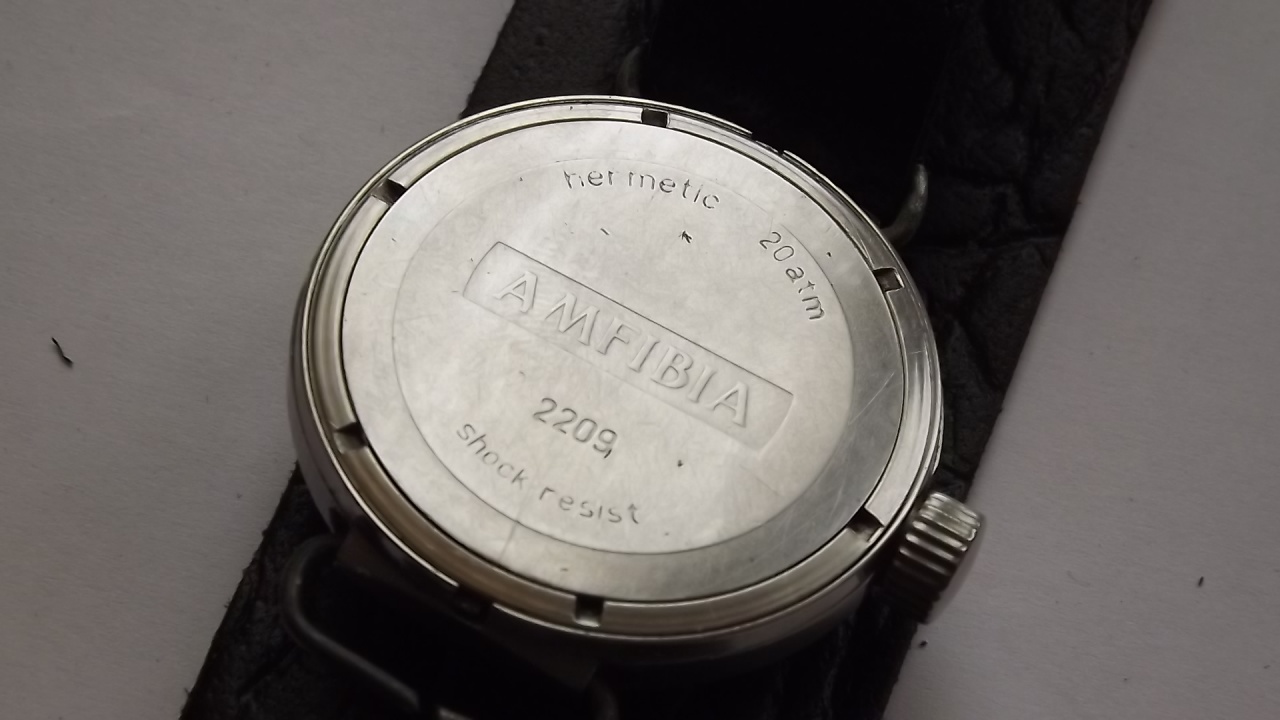 hermetic 20atm
AMFIBIA
2209
shock resist